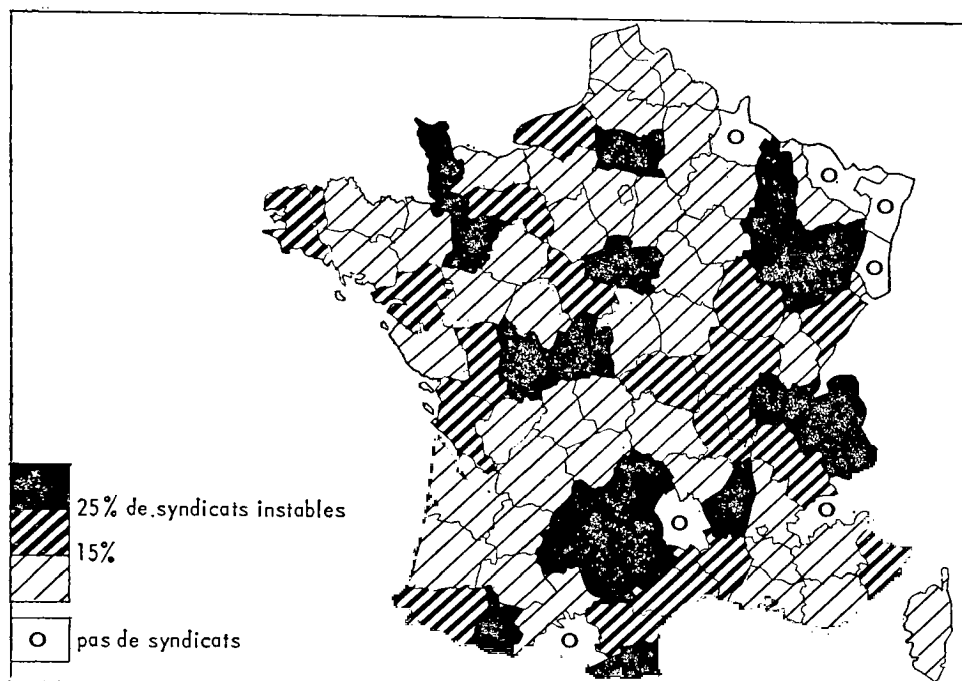 25% de syndicats instables
15%
o pas de syndicats